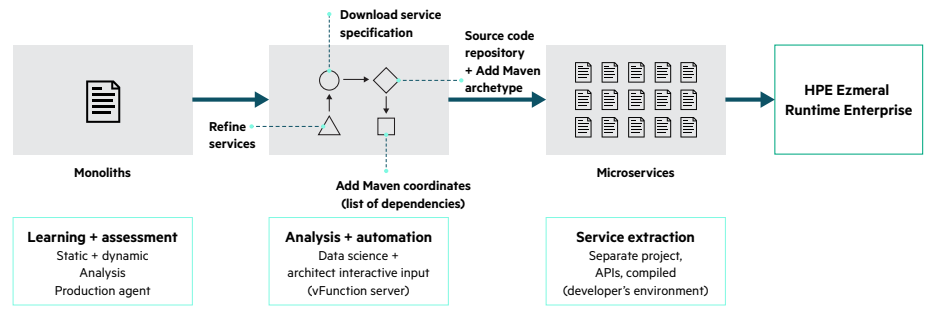 Download service
specification
Source code
repository
+ Add Maven
archetype
Refine
services
HPE Ezmeral
Runtime Enterprise
Monoliths
Add Maven coordinates
(list of dependencies)
Microservices
Learning + assessment
Static + dynamic
Analysis
Production agent
Analysis + automation
Data science +
architect interactive input
(vFunction server)
Service extraction
Separate project,
APIs, compiled
(developer's environment)